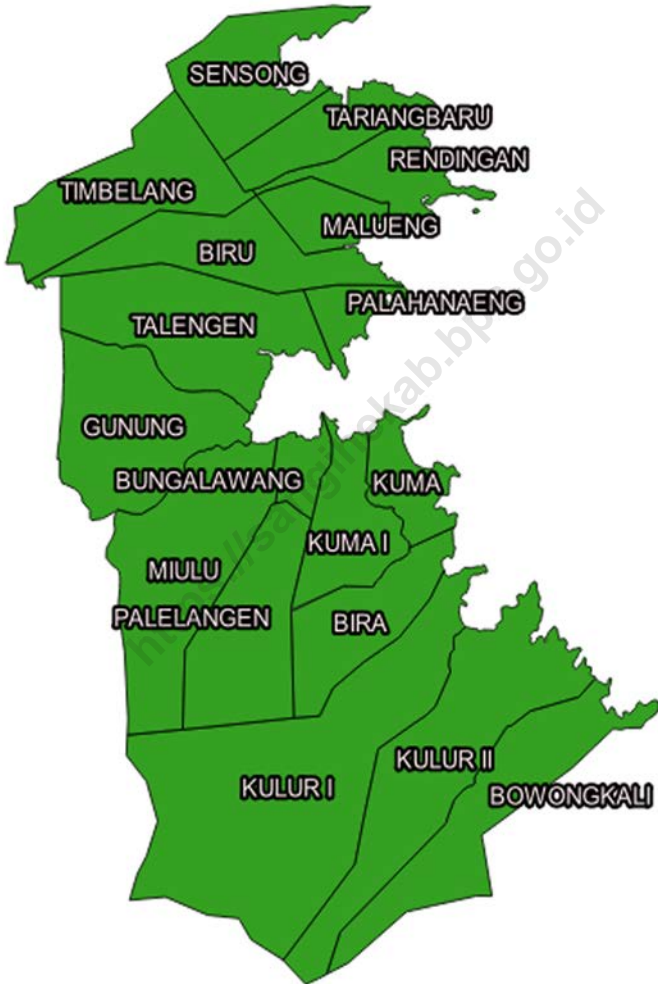 SENSONG
TARIANGBARU
RENDINGAN
TIMBELANG
MALUENG
BIRU
PALAHANAENG
TALENGEN
GUNUNG
BUNGALAWANG
KUMA
KUMA I
MIULU
PALELANGEN
BIRA
KULUR II
KULUR I
BOWONGKALI
https://sangihekab.bps.go.id